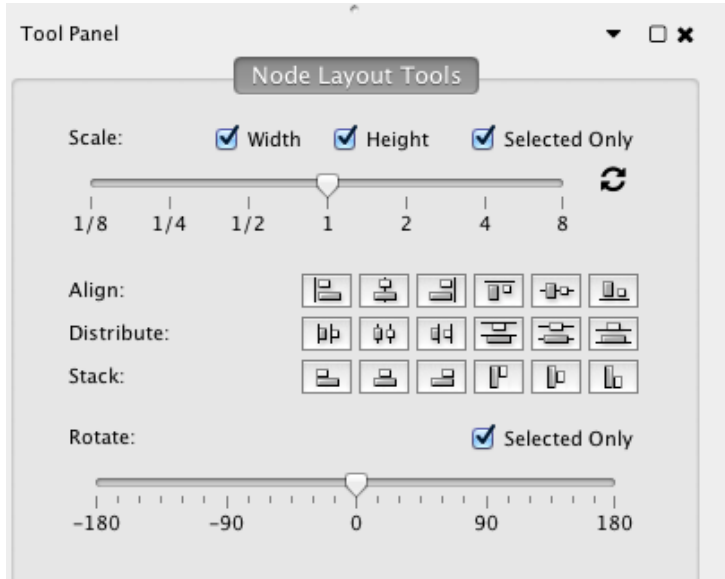 Tool Panel
Node Layout Tools
Scale: Width Height Selected Only
1/8 1/4 1/2 1 2 4 8
Align:
Distribute:
Stack:
Rotate: Selected Only
-180 -90 0 90 180